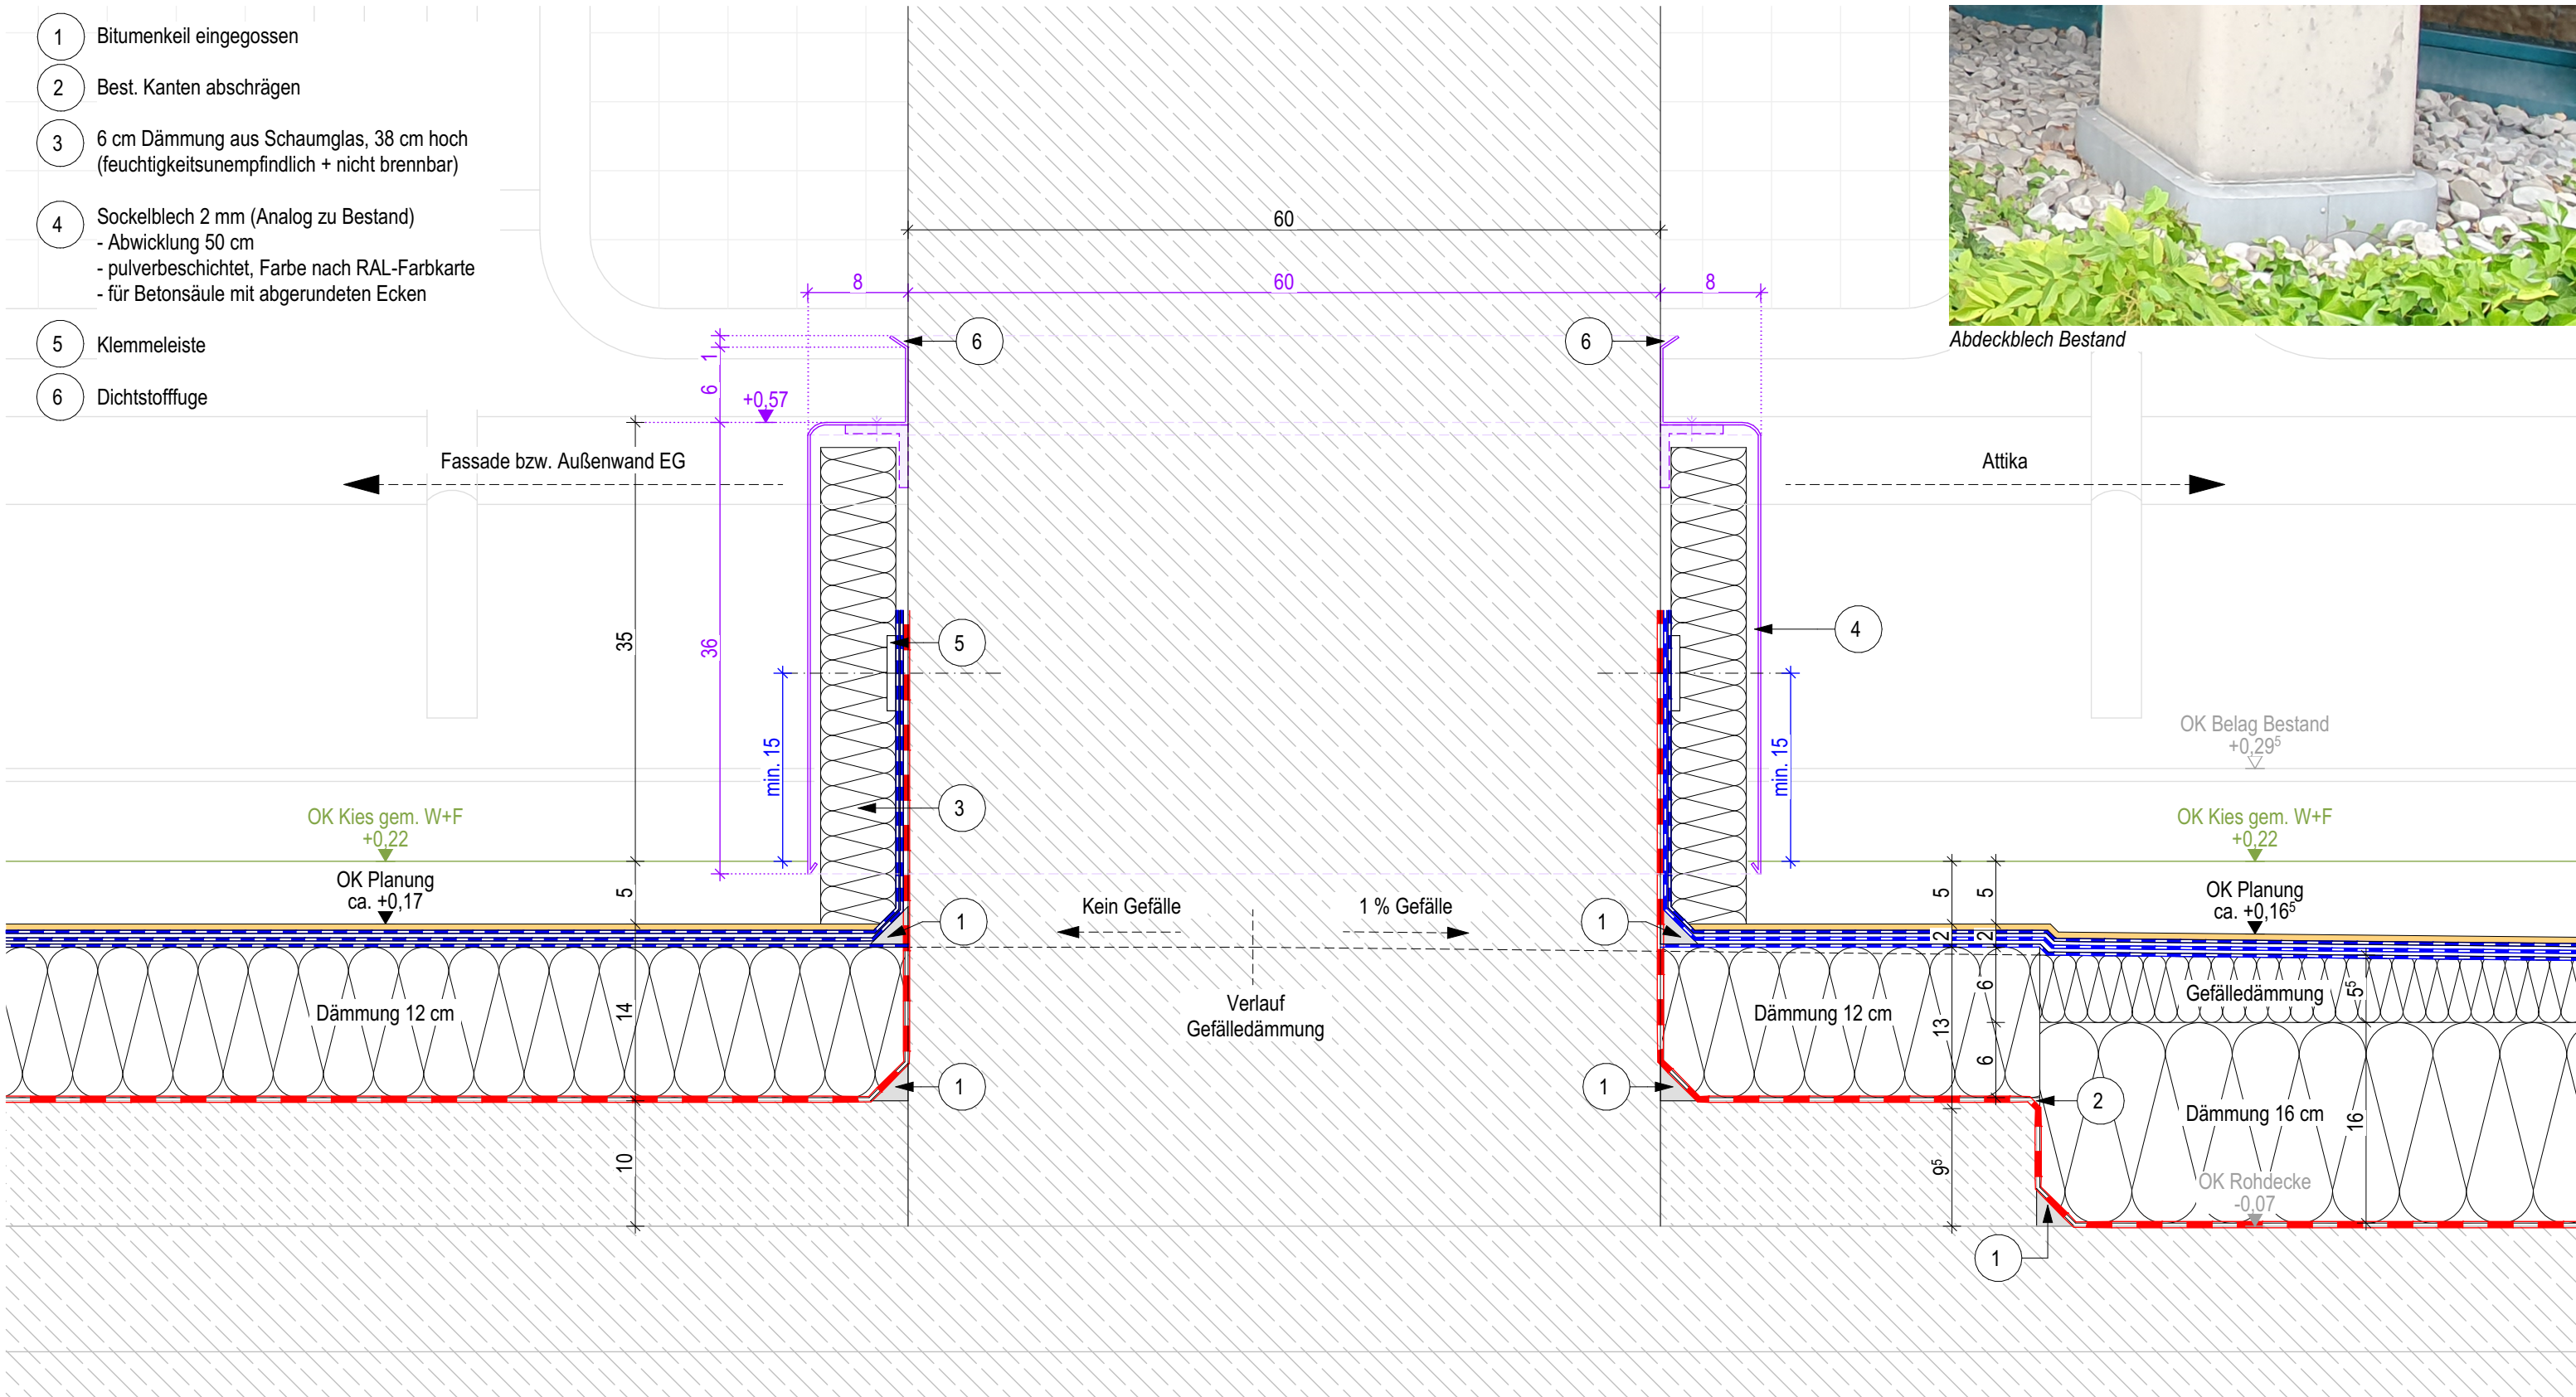 1 Bitumenkeil eingegossen
2 Best. Kanten abschrägen
3 6 cm Dämmung aus Schaumglas, 38 cm hoch
(feuchtigkeitsunempfindlich + nicht brennbar)
4 Sockelblech 2 mm (Analog zu Bestand)
- Abwicklung 50 cm
- pulverbeschichtet, Farbe nach RAL-Farbkarte
- für Betonsäule mit abgerundeten Ecken
5 Klemmeleiste
6 Dichtstofffuge
Abdeckblech Bestand
60
8 60 8
6 6
1
6
+0,57
Fassade bzw. Außenwand EG
Attika
35
36
5
4
min. 15
min. 15
3
OK Belag Bestand
+0,29⁵
OK Kies gem. W+F
+0,22
OK Kies gem. W+F
+0,22
OK Planung
ca. +0,17
OK Planung
ca. +0,16⁵
5
5 5
1
Kein Gefälle
1 % Gefälle
1
2 2
Verlauf
Gefälledämmung
Dämmung 12 cm
14
Dämmung 12 cm
13
6
6
Gefälledämmung
5⁵
1
1
2
Dämmung 16 cm
16
10
9⁵
OK Rohdecke
-0,07
1